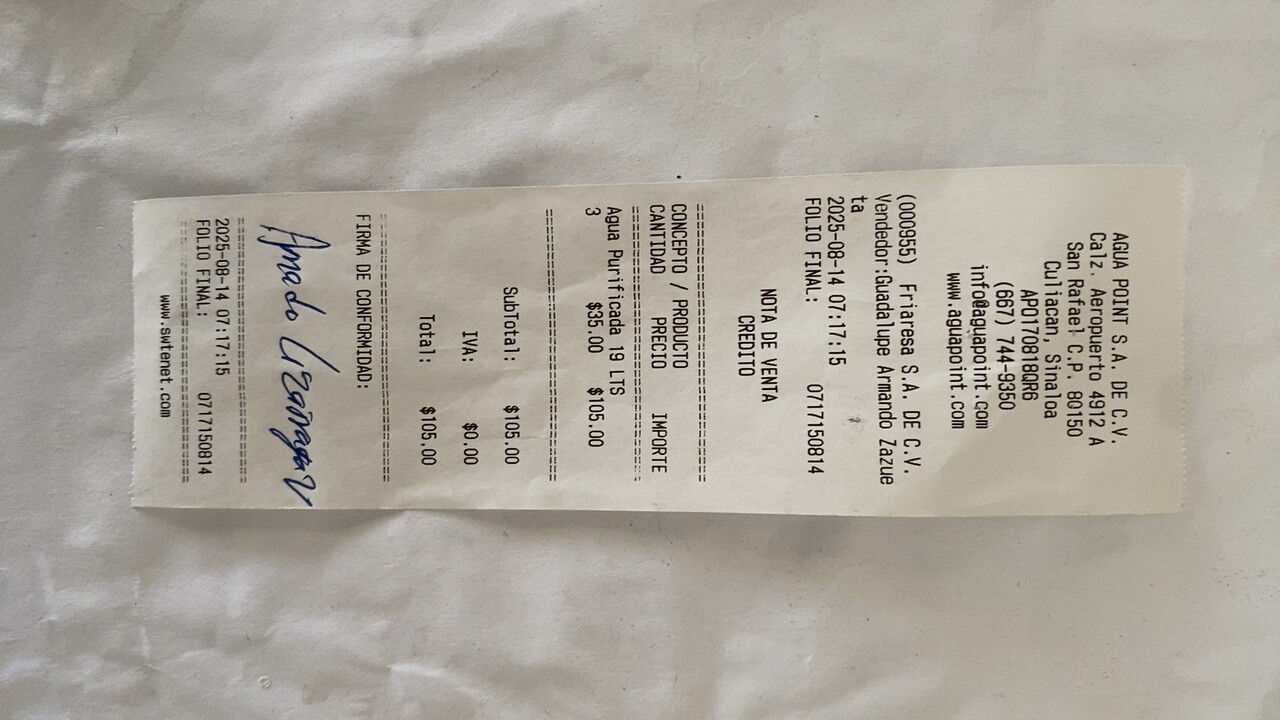 AGUA POINT S.A. DE C.V.
Calz. Aeropuerto 4912 A
San Rafael C.P. 80150
Culiacan, Sinaloa
APO170818QR6
(667) 744-9350
info@aguapoint.com
www.aguapoint.com
(000955) Friaresa S.A. DE C.V.
Vendedor:Guadalupe Armando Zazue
ta
2025-08-14 07:17:15
FOLIO FINAL: 0717150814
NOTA DE VENTA
CREDITO
================================
CONCEPTO / PRODUCTO
CANTIDAD PRECIO IMPORTE
================================
Agua Purificada 19 LTS
3 $35.00 $105.00
================================
SubTotal: $105.00
IVA: $0.00
Total: $105.00
================================
FIRMA DE CONFORMIDAD:
Amado Lizarraga V
================================
2025-08-14 07:17:15
FOLIO FINAL: 0717150814
================================
www.swtenet.com